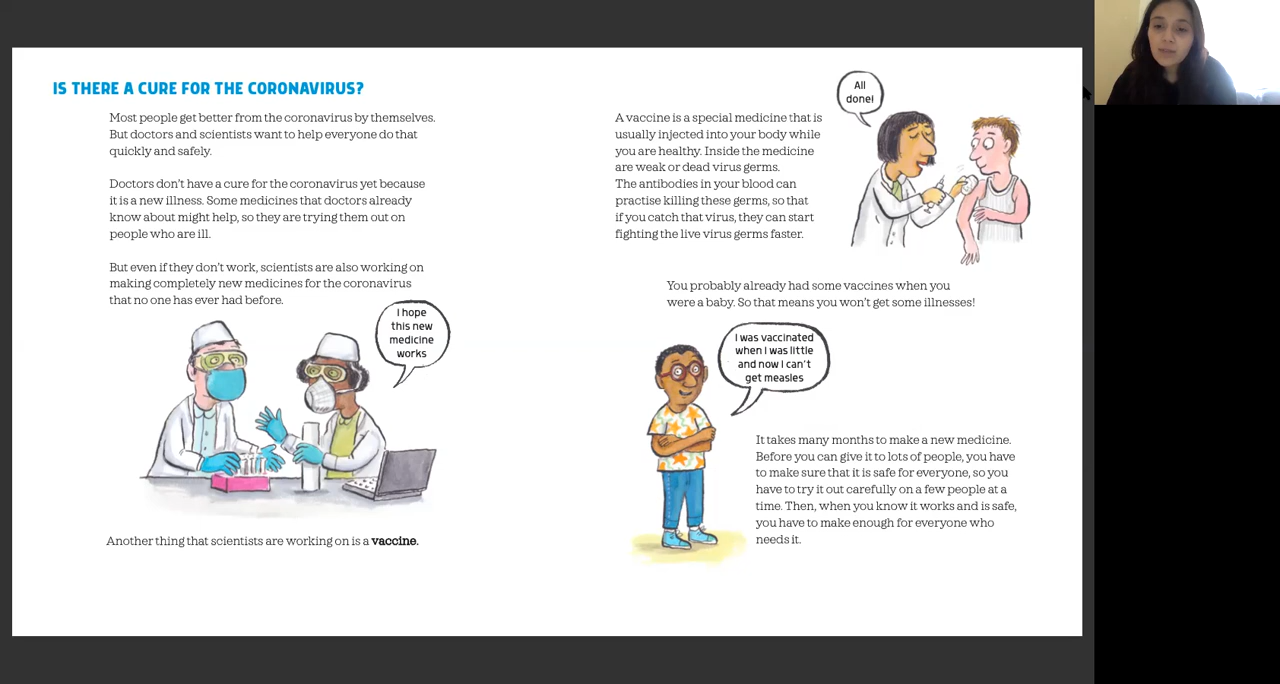 IS THERE A CURE FOR THE CORONAVIRUS?
Most people get better from the coronavirus by themselves.
But doctors and scientists want to help everyone do that
quickly and safely.
Doctors don't have a cure for the coronavirus yet because
it is a new illness. Some medicines that doctors already
know about might help, so they are trying them out on
people who are ill.
But even if they don't work, scientists are also working on
making completely new medicines for the coronavirus
that no one has ever had before.
I hope
this new
medicine
works
Another thing that scientists are working on is a vaccine.
A vaccine is a special medicine that is
usually injected into your body while
you are healthy. Inside the medicine
are weak or dead virus germs.
The antibodies in your blood can
practise killing these germs, so that
if you catch that virus, they can start
fighting the live virus germs faster.
All
done!
You probably already had some vaccines when you
were a baby. So that means you won't get some illnesses!
I was vaccinated
when I was little
and now I can't
get measles
It takes many months to make a new medicine.
Before you can give it to lots of people, you have
to make sure that it is safe for everyone, so you
have to try it out carefully on a few people at a
time. Then, when you know it works and is safe,
you have to make enough for everyone who
needs it.